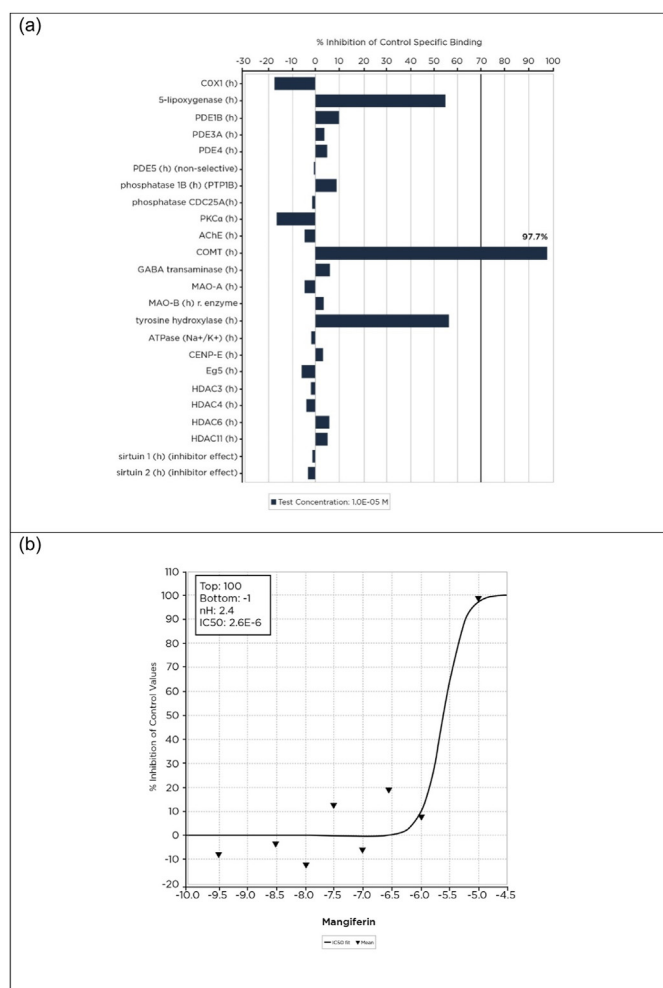 (a)
% Inhibition of Control Specific Binding
-30 -20 -10 0 10 20 30 40 50 60 70 80 90 100
COX1 (h)
5-lipoxygenase (h)
PDE1B (h)
PDE3A (h)
PDE4 (h)
PDE5 (h) (non-selective)
phosphatase 1B (h) (PTP1B)
phosphatase CDC25A(h)
PKCα (h)
AChE (h)
97.7%
COMT (h)
GABA transaminase (h)
MAO-A (h)
MAO-B (h) r. enzyme
tyrosine hydroxylase (h)
ATPase (Na+/K+) (h)
CENP-E (h)
Eg5 (h)
HDAC3 (h)
HDAC4 (h)
HDAC6 (h)
HDAC11 (h)
sirtuin 1 (h) (inhibitor effect)
sirtuin 2 (h) (inhibitor effect)
Test Concentration: 1.0E-05 M
(b)
% Inhibition of Control Values
110
100
90
80
70
60
50
40
30
20
10
0
-10
-20
Top: 100
Bottom: -1
nH: 2.4
IC50: 2.6E-6
-10.0 -9.5 -9.0 -8.5 -8.0 -7.5 -7.0 -6.5 -6.0 -5.5 -5.0 -4.5
Mangiferin
IC50 fit Mean